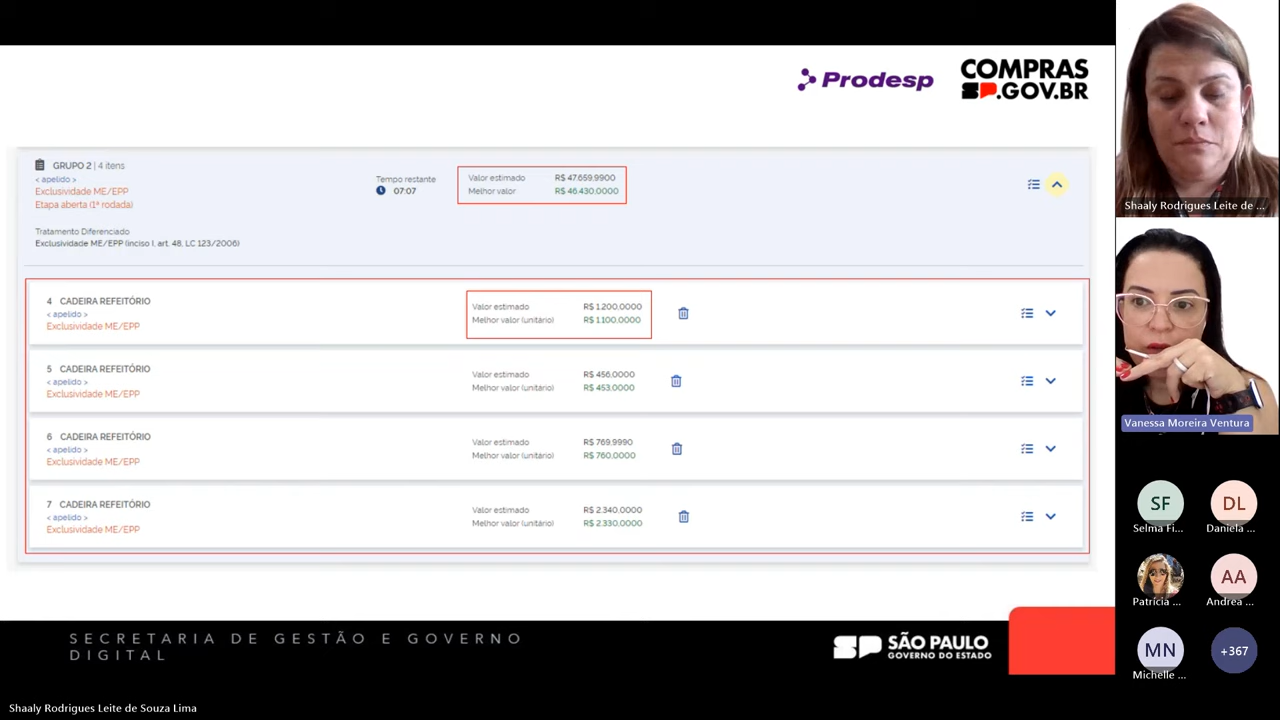 Prodesp
COMPRAS
SP.GOV.BR
GRUPO 2 | 4 itens
< apelido >
Exclusividade ME/EPP
Etapa aberta (1ª rodada)
Tempo restante
07:07
Valor estimado R$ 47.659,9900
Melhor valor R$ 46.430,0000
Tratamento Diferenciado
Exclusividade ME/EPP (inciso I, art. 48, LC 123/2006)
4 CADEIRA REFEITÓRIO
< apelido >
Exclusividade ME/EPP
Valor estimado R$ 1.200,0000
Melhor valor (unitário) R$ 1.100,0000
5 CADEIRA REFEITÓRIO
< apelido >
Exclusividade ME/EPP
Valor estimado R$ 456,0000
Melhor valor (unitário) R$ 453,0000
6 CADEIRA REFEITÓRIO
< apelido >
Exclusividade ME/EPP
Valor estimado R$ 769,9990
Melhor valor (unitário) R$ 760,0000
7 CADEIRA REFEITÓRIO
< apelido >
Exclusividade ME/EPP
Valor estimado R$ 2.340,0000
Melhor valor (unitário) R$ 2.330,0000
SECRETARIA DE GESTÃO E GOVERNO
DIGITAL
SP SÃO PAULO
GOVERNO DO ESTADO
Shaaly Rodrigues Leite de Souza Lima
Shaaly Rodrigues Leite de ...
Vanessa Moreira Ventura
SF
Selma Fi...
DL
Daniela ...
Patrícia ...
AA
Andrea ...
MN
Michelle ...
+367